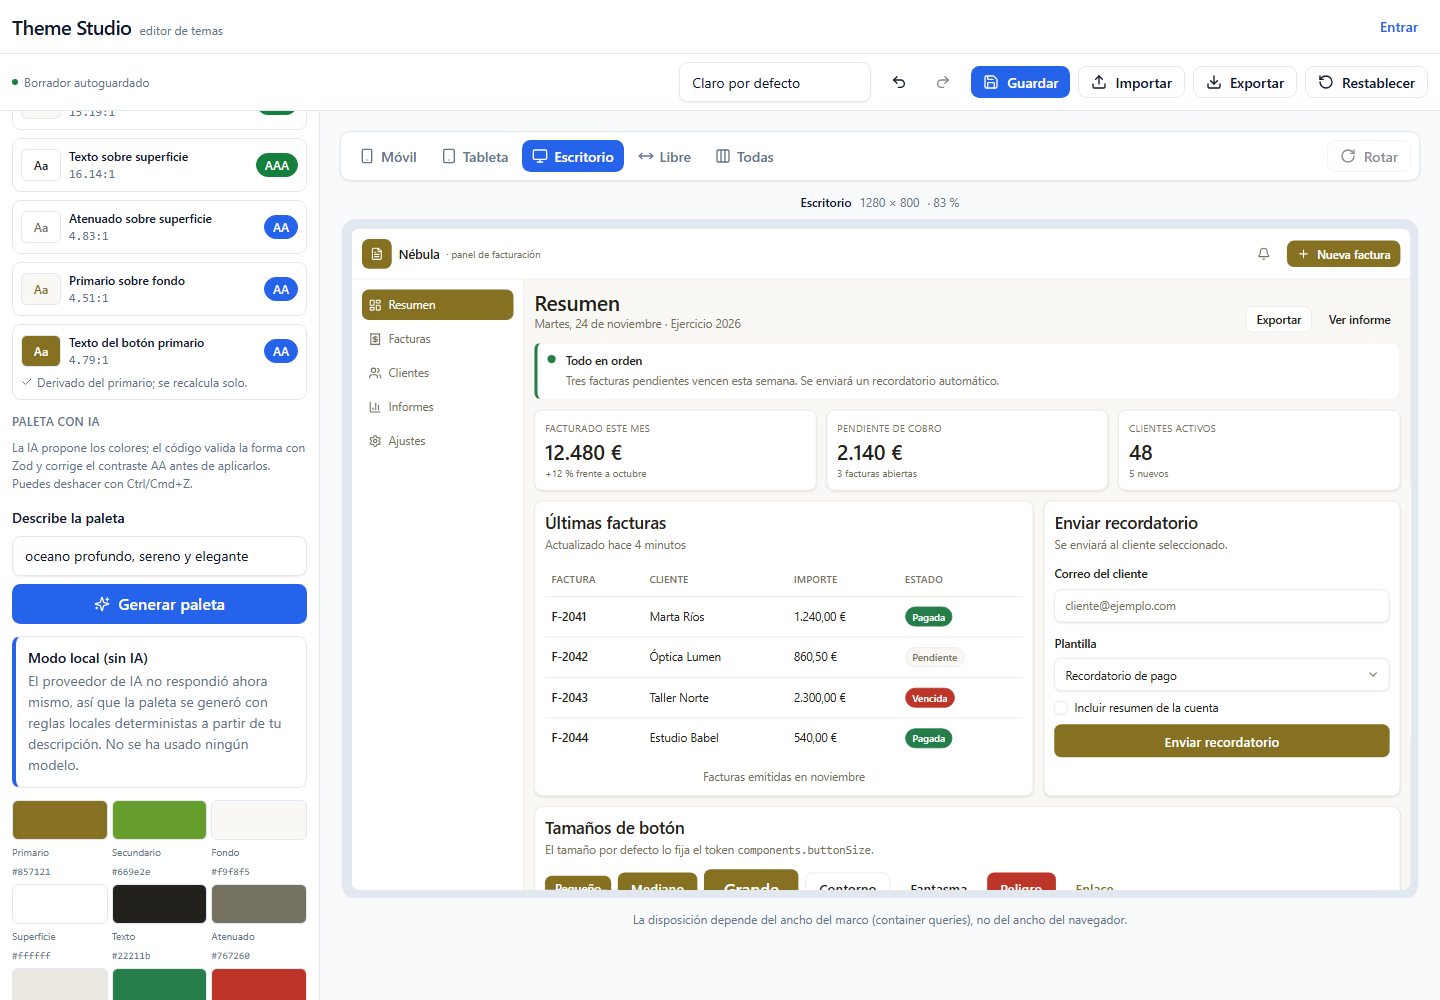 Theme Studio editor de temas
Entrar
Borrador autoguardado
Claro por defecto
Guardar
Importar
Exportar
Restablecer
15.19:1
Aa
Texto sobre superficie
16.14:1
AAA
Aa
Atenuado sobre superficie
4.83:1
AA
Aa
Primario sobre fondo
4.51:1
AA
Aa
Texto del botón primario
4.79:1
AA
Derivado del primario; se recalcula solo.
PALETA CON IA
La IA propone los colores; el código valida la forma con
Zod y corrige el contraste AA antes de aplicarlos.
Puedes deshacer con Ctrl/Cmd+Z.
Describe la paleta
oceano profundo, sereno y elegante
Generar paleta
Modo local (sin IA)
El proveedor de IA no respondió ahora
mismo, así que la paleta se generó con
reglas locales deterministas a partir de tu
descripción. No se ha usado ningún
modelo.
Primario
#857121
Secundario
#669e2e
Fondo
#f9f8f5
Superficie
#ffffff
Texto
#22211b
Atenuado
#767260
Móvil
Tableta
Escritorio
Libre
Todas
Rotar
Escritorio 1280 × 800 · 83 %
Nébula · panel de facturación
Nueva factura
Resumen
Facturas
Clientes
Informes
Ajustes
Resumen
Martes, 24 de noviembre · Ejercicio 2026
Exportar
Ver informe
Todo en orden
Tres facturas pendientes vencen esta semana. Se enviará un recordatorio automático.
FACTURADO ESTE MES
12.480 €
+12 % frente a octubre
PENDIENTE DE COBRO
2.140 €
3 facturas abiertas
CLIENTES ACTIVOS
48
5 nuevos
Últimas facturas
Actualizado hace 4 minutos
FACTURA CLIENTE IMPORTE ESTADO
F-2041 Marta Ríos 1.240,00 € Pagada
F-2042 Óptica Lumen 860,50 € Pendiente
F-2043 Taller Norte 2.300,00 € Vencida
F-2044 Estudio Babel 540,00 € Pagada
Facturas emitidas en noviembre
Enviar recordatorio
Se enviará al cliente seleccionado.
Correo del cliente
cliente@ejemplo.com
Plantilla
Recordatorio de pago
Incluir resumen de la cuenta
Enviar recordatorio
Tamaños de botón
El tamaño por defecto lo fija el token components.buttonSize.
Pequeño Mediano Grande Contorno Fantasma Peligro Enlace
La disposición depende del ancho del marco (container queries), no del ancho del navegador.